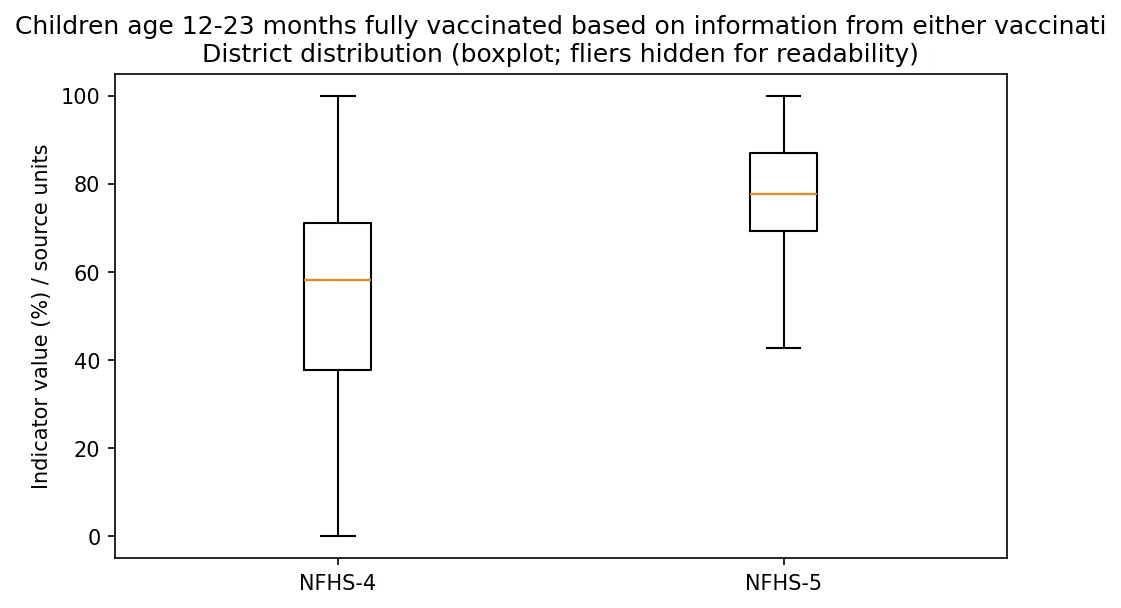 Children age 12-23 months fully vaccinated based on information from either vaccinati
District distribution (boxplot; fliers hidden for readability)
Indicator value (%) / source units
100
80
60
40
20
0
NFHS-4
NFHS-5